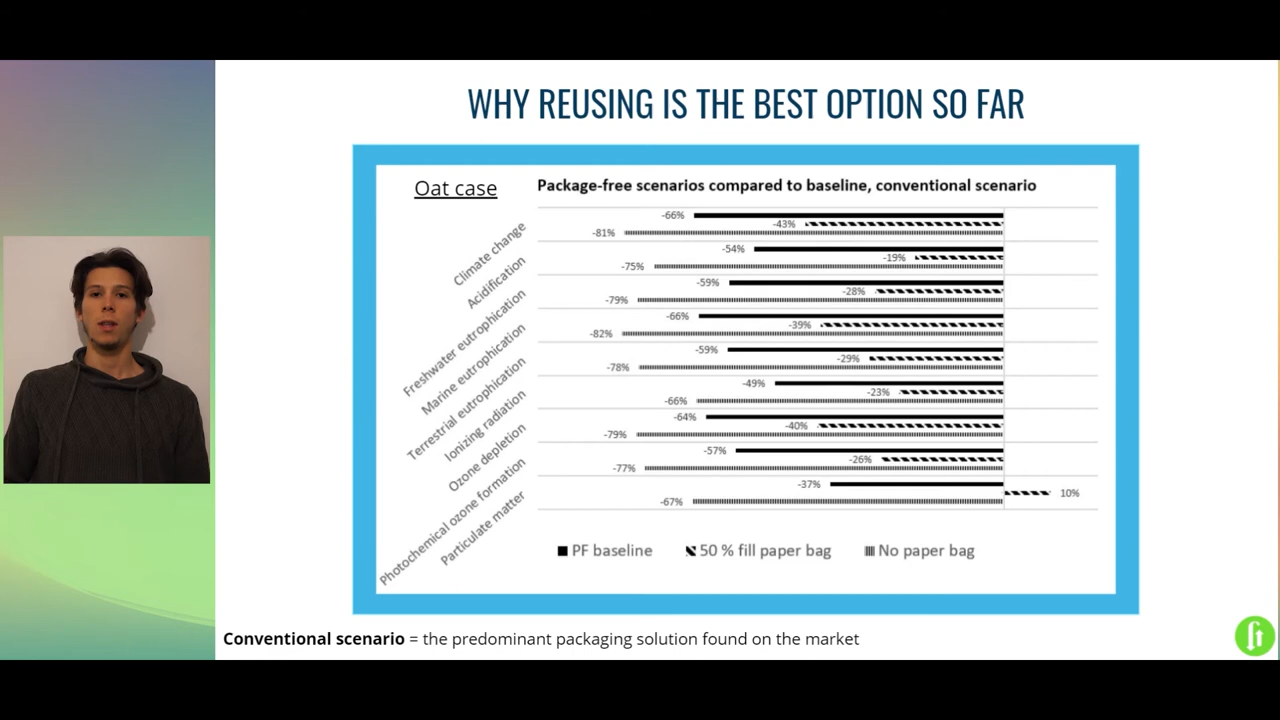 WHY REUSING IS THE BEST OPTION SO FAR
Oat case
Package-free scenarios compared to baseline, conventional scenario
Climate change
-66%
-43%
-81%
Acidification
-54%
-19%
-75%
Freshwater eutrophication
-59%
-28%
-79%
Marine eutrophication
-66%
-39%
-82%
Terrestrial eutrophication
-59%
-29%
-78%
Ionizing radiation
-49%
-23%
-66%
Ozone depletion
-64%
-40%
-79%
Photochemical ozone formation
-57%
-26%
-77%
Particulate matter
-37%
10%
-67%
PF baseline 50 % fill paper bag No paper bag
Conventional scenario = the predominant packaging solution found on the market